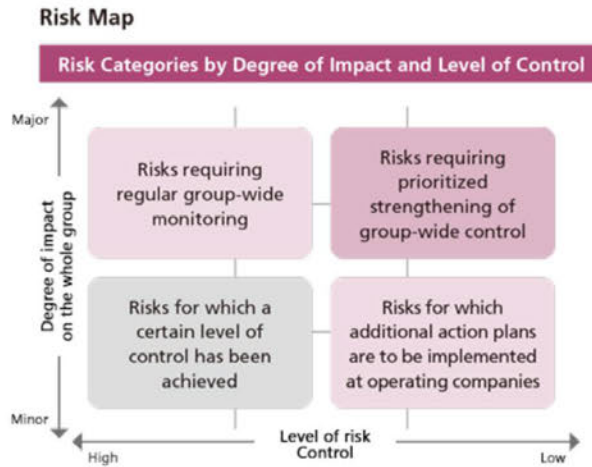 Risk Map
Risk Categories by Degree of Impact and Level of Control
Major
Degree of impact
on the whole group
Minor
Risks requiring
regular group-wide
monitoring
Risks requiring
prioritized
strengthening of
group-wide control
Risks for which a
certain level of
control has been
achieved
Risks for which
additional action plans
are to be implemented
at operating companies
High
Level of risk
Control
Low